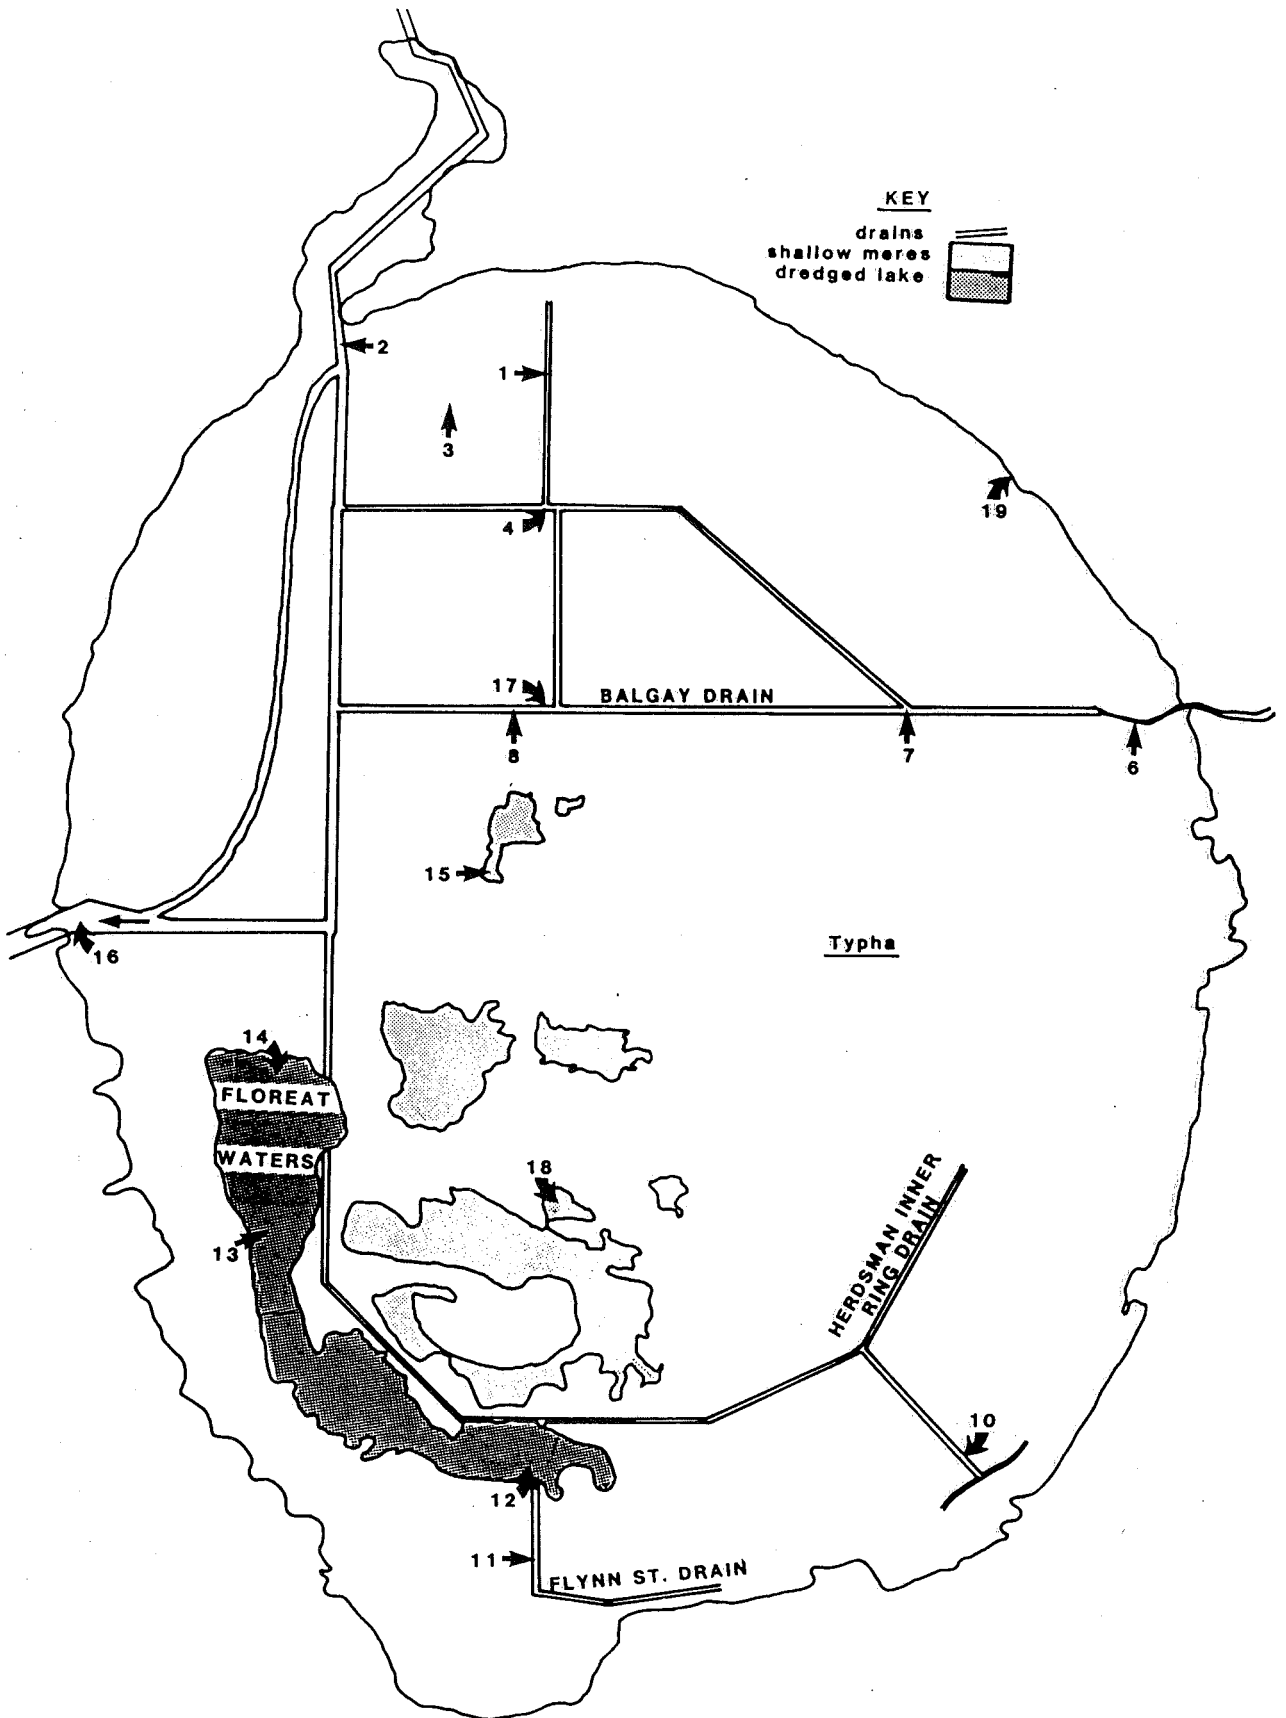 KEY
drains
shallow meres
dredged lake
2
1
3
19
4
17
BALGAY DRAIN
8
7
6
15
Typha
16
14
FLOREAT
WATERS
18
HERDSMAN INNER
RING DRAIN
13
10
12
11
FLYNN ST. DRAIN